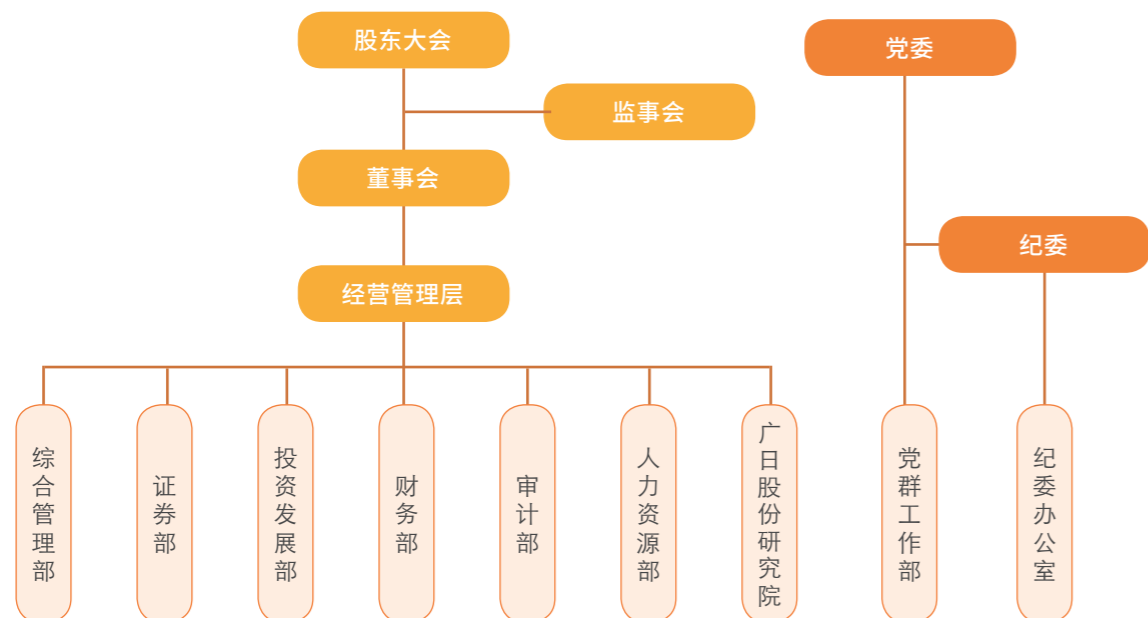 股东大会
党委
监事会
董事会
纪委
经营管理层
综合管理部
证券部
投资发展部
财务部
审计部
人力资源部
广日股份研究院
党群工作部
纪委办公室